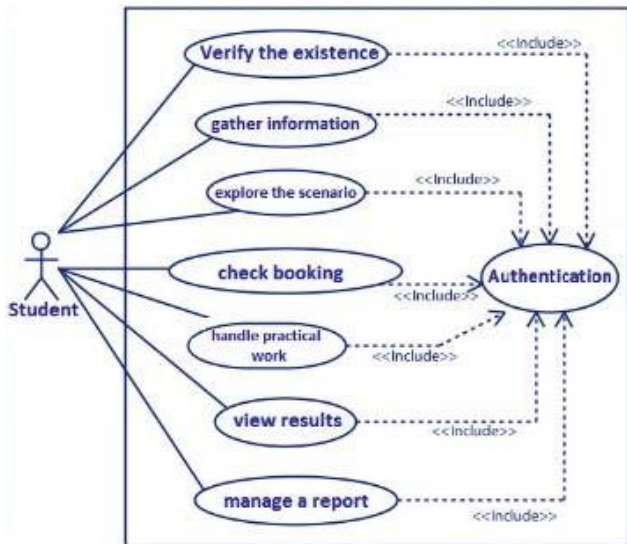 Verify the existence
<<Include>>
gather information
<<Include>>
explore the scenario
<<Include>>
Student
check booking
<<Include>>
Authentication
handle practical
work
<<Include>>
view results
<<Include>>
manage a report
<<Include>>